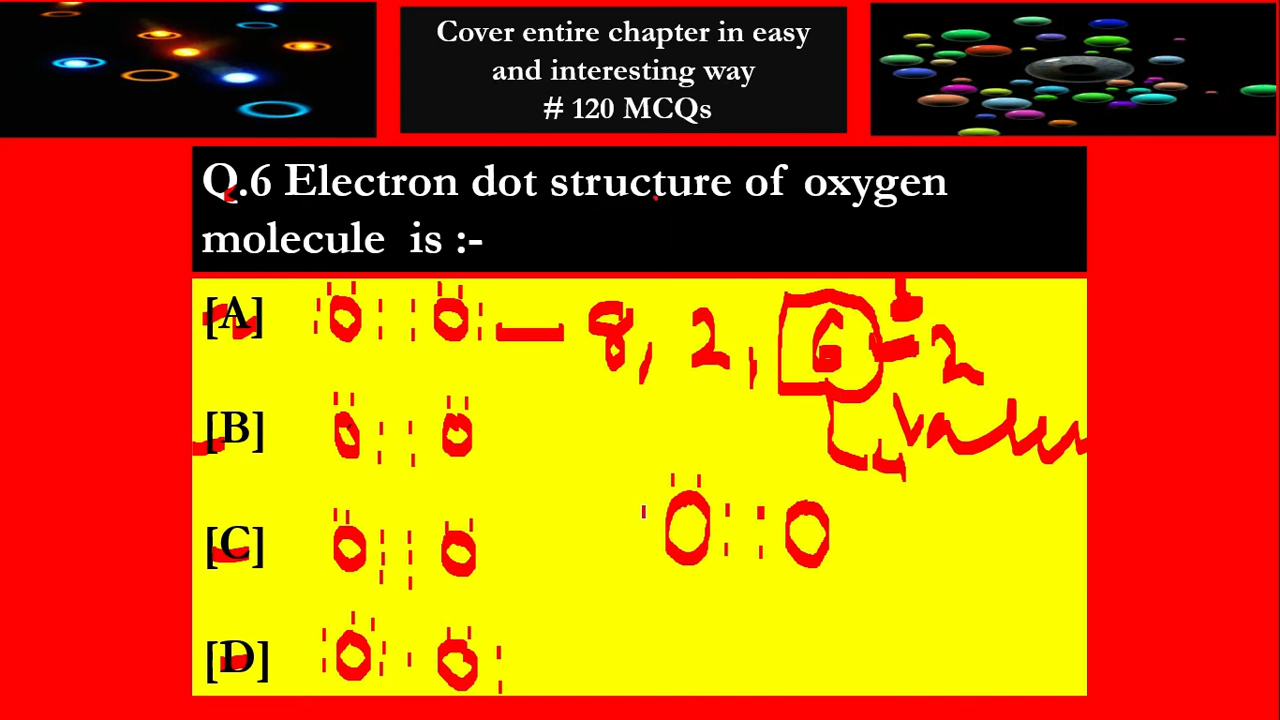 Cover entire chapter in easy
and interesting way
# 120 MCQs
Q.6 Electron dot structure of oxygen
molecule is :-
[A] O O — 8, 2, 6 - 2
[B] O O
O O
[C] O O
[D] O O